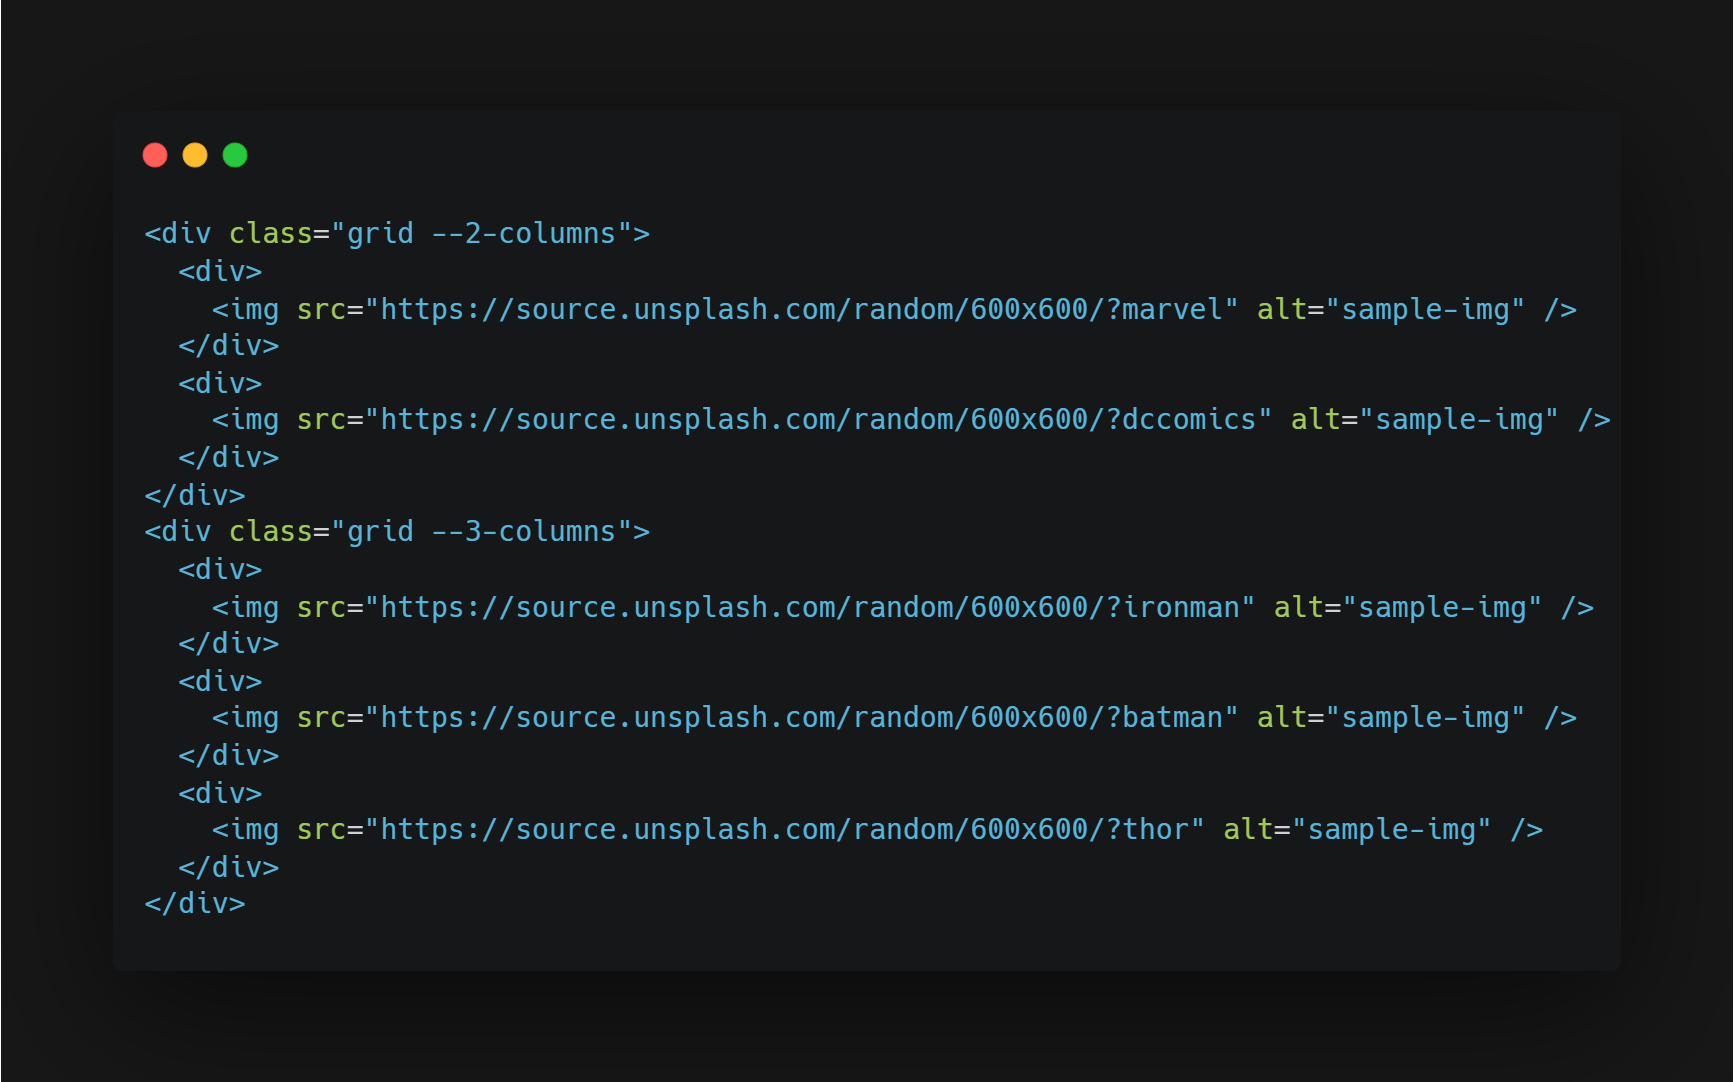 <div class="grid --2-columns">
  <div>
    <img src="https://source.unsplash.com/random/600x600/?marvel" alt="sample-img" />
  </div>
  <div>
    <img src="https://source.unsplash.com/random/600x600/?dccomics" alt="sample-img" />
  </div>
</div>
<div class="grid --3-columns">
  <div>
    <img src="https://source.unsplash.com/random/600x600/?ironman" alt="sample-img" />
  </div>
  <div>
    <img src="https://source.unsplash.com/random/600x600/?batman" alt="sample-img" />
  </div>
  <div>
    <img src="https://source.unsplash.com/random/600x600/?thor" alt="sample-img" />
  </div>
</div>